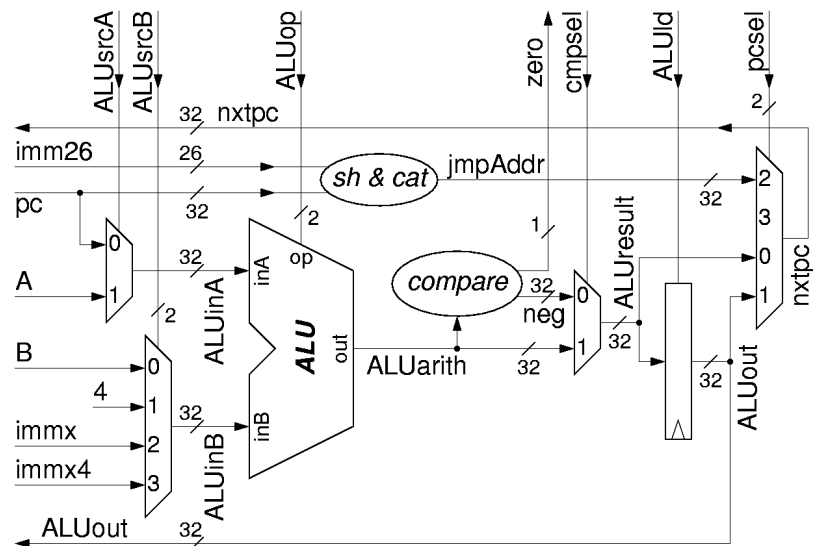 ALUsrcA
ALUsrcB
ALUop
zero
cmpsel
ALUld
pcsel
2
32 nxtpc
imm26
26
sh & cat
jmpAddr
32
2
pc
32
3
0
1
nxtpc
0
1
32
ALUinA
A
2
op
inA
ALU
out
inB
2
1
compare
32
neg
0
1
ALUresult
32
ALUarith
32
32
ALUout
B
0
4
1
immx
2
immx4
3
32
ALUinB
ALUout
32